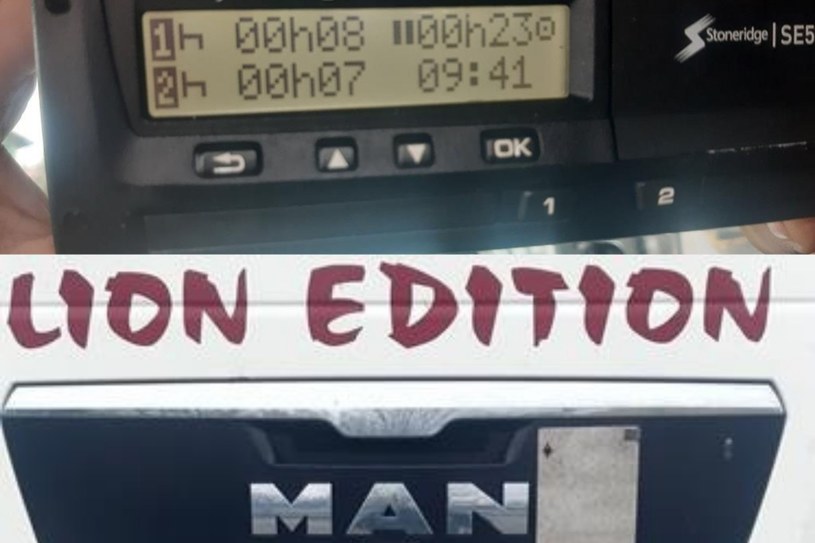 1h 00h08 00h23
2h 00h07 09:41
Stoneridge | SE5
OK
1 2
LION EDITION
MAN